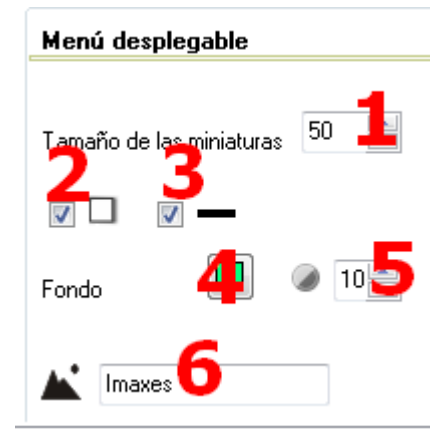 Menú desplegable
Tamaño de las miniaturas 50 1
2 3
Fondo 4 10 5
Imaxes 6